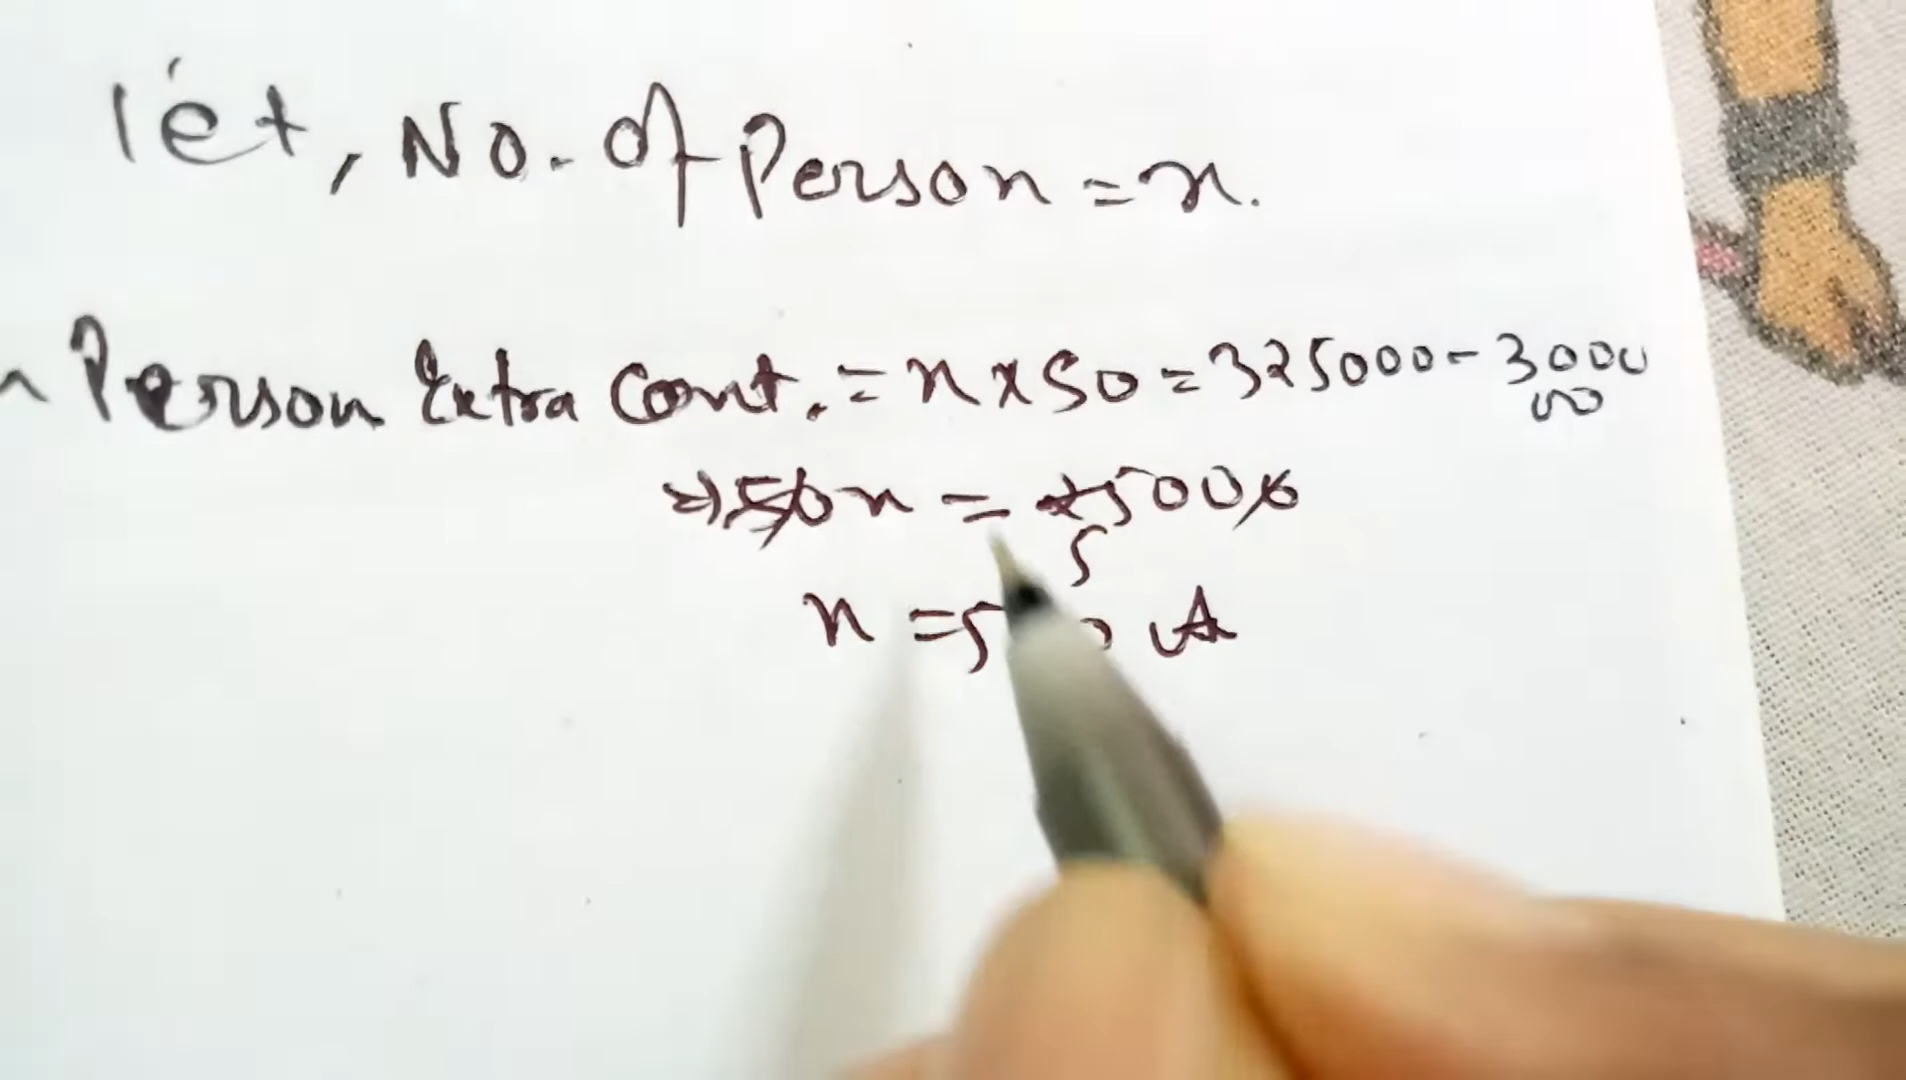 let, No. of Person = n.
n Person Extra Cont. = n x 50 = 325000 - 300000
⇒ 50n = 25000
5
n = 5